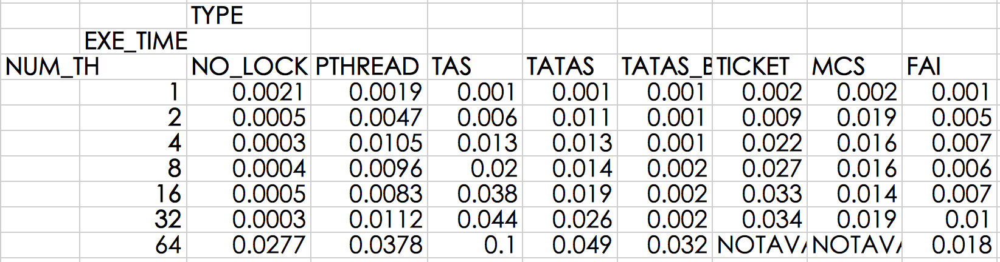 TYPE
EXE_TIME
NUM_TH NO_LOCK PTHREAD TAS TATAS TATAS_B TICKET MCS FAI
1 0.0021 0.0019 0.001 0.001 0.001 0.002 0.002 0.001
2 0.0005 0.0047 0.006 0.011 0.001 0.009 0.019 0.005
4 0.0003 0.0105 0.013 0.013 0.001 0.022 0.016 0.007
8 0.0004 0.0096 0.02 0.014 0.002 0.027 0.016 0.006
16 0.0005 0.0083 0.038 0.019 0.002 0.033 0.014 0.007
32 0.0003 0.0112 0.044 0.026 0.002 0.034 0.019 0.01
64 0.0277 0.0378 0.1 0.049 0.032 NOTAVA NOTAVA 0.018